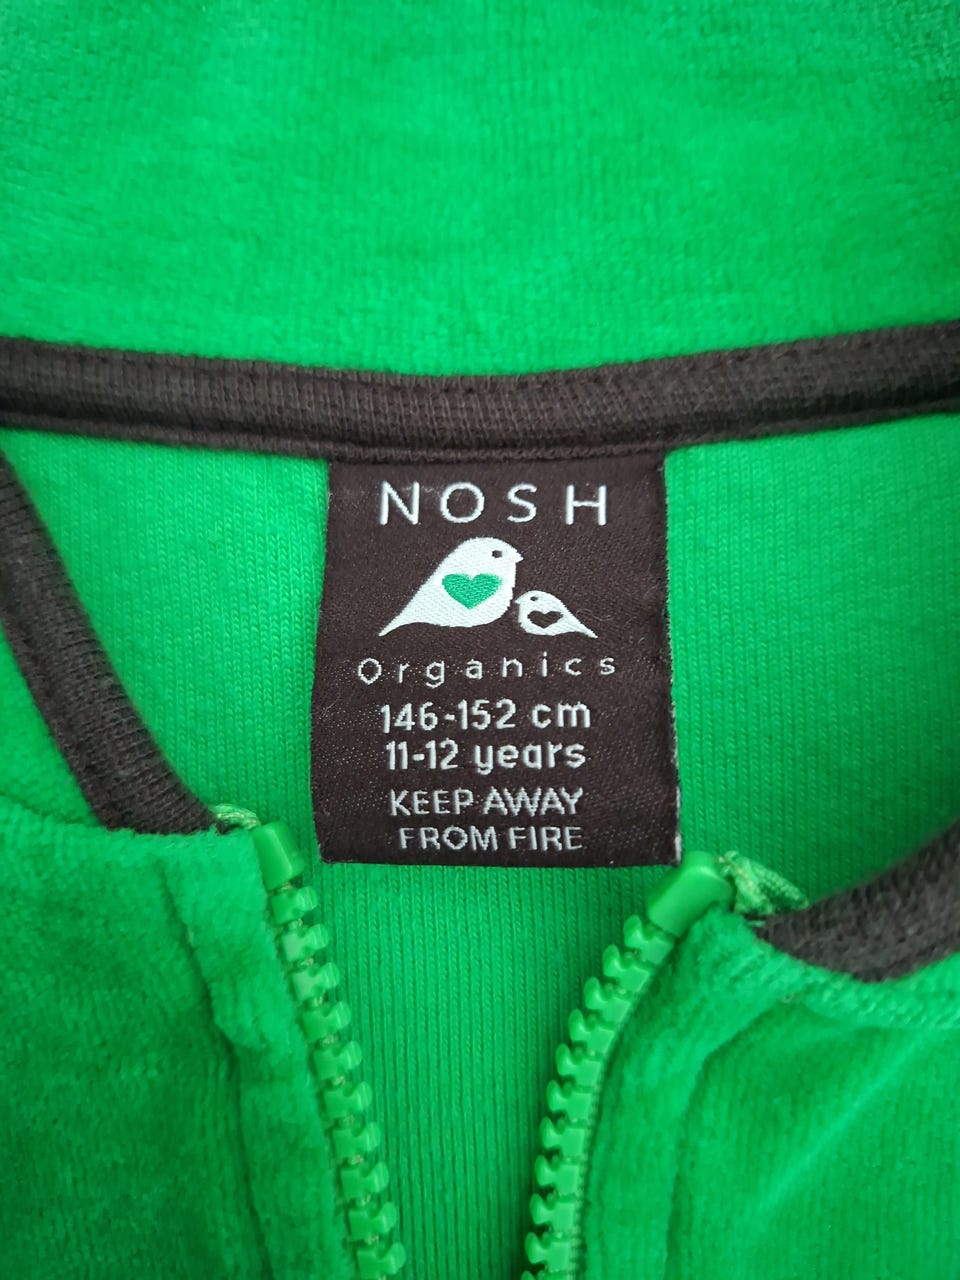 NOSH
Organics
146-152 cm
11-12 years
KEEP AWAY
FROM FIRE